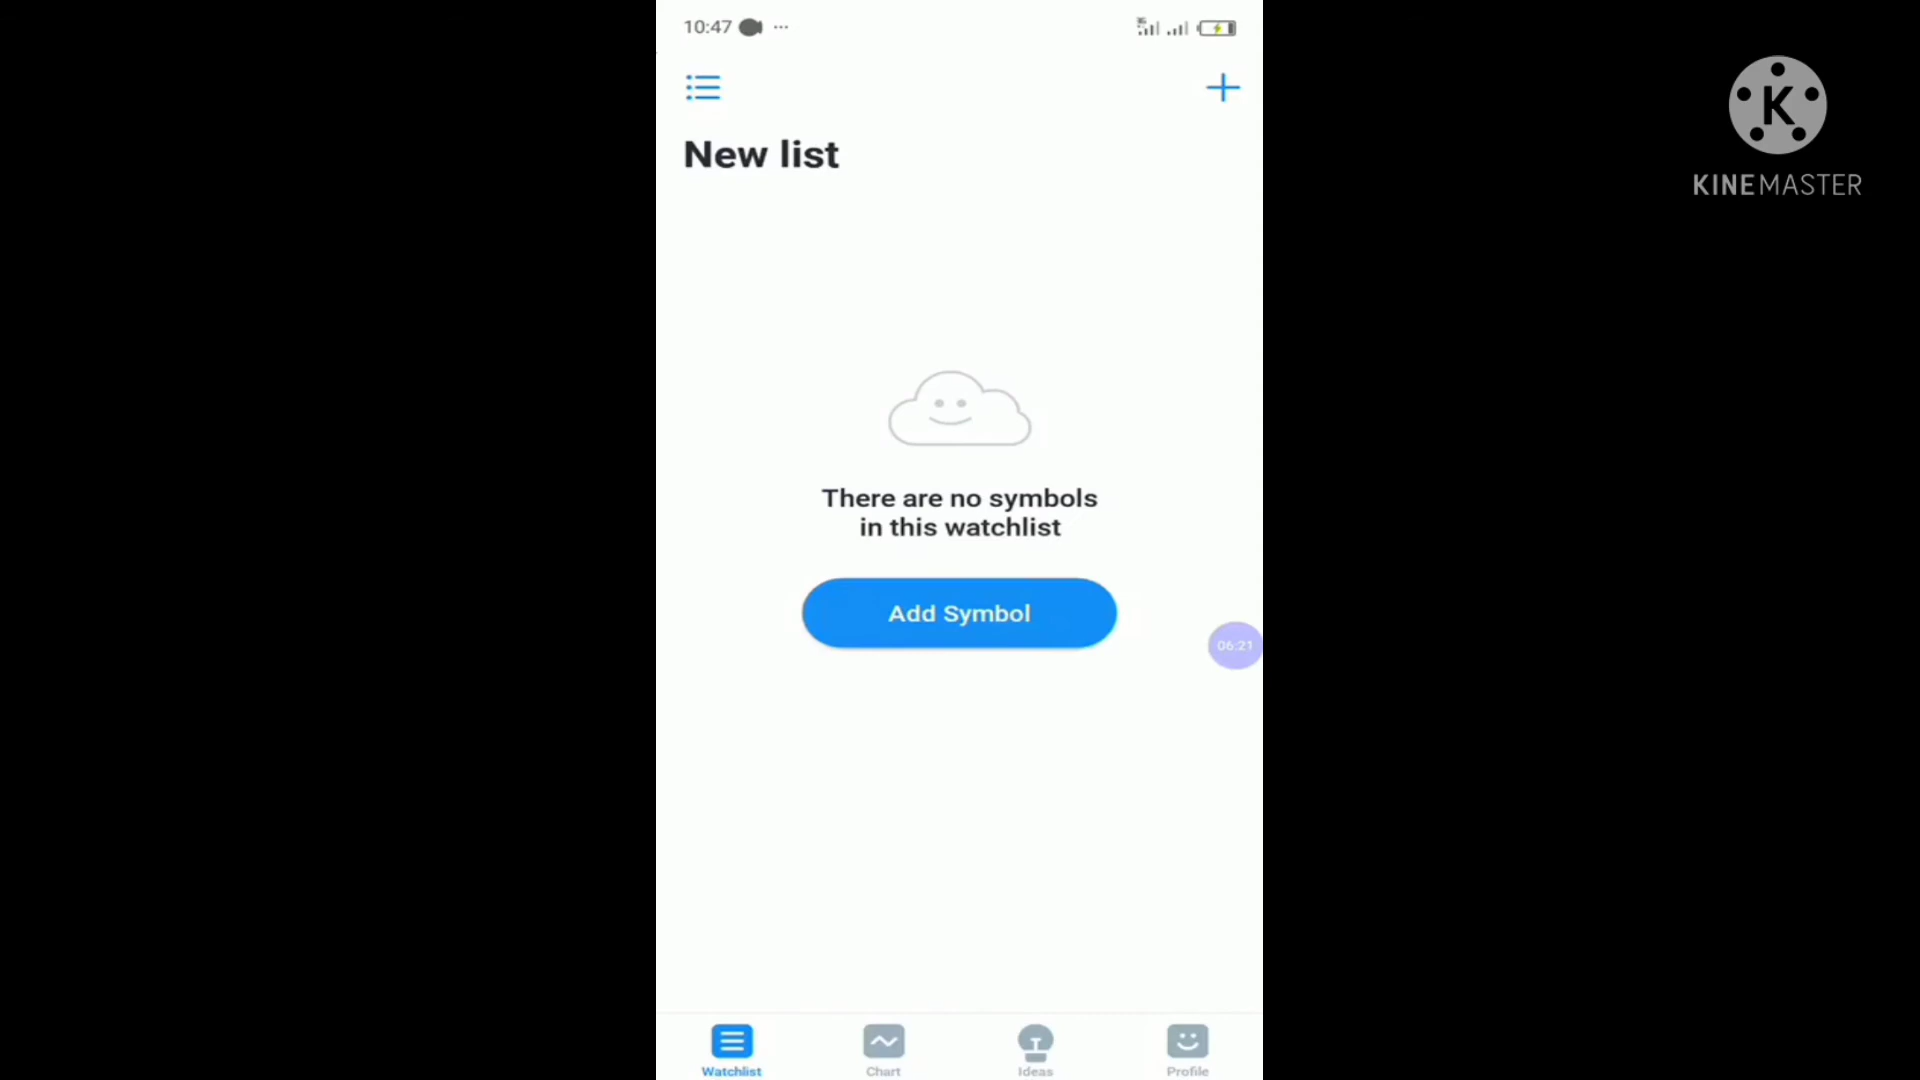 10:47
New list
There are no symbols
in this watchlist
Add Symbol
06:21
Watchlist
Chart
Ideas
Profile
K
KINEMASTER